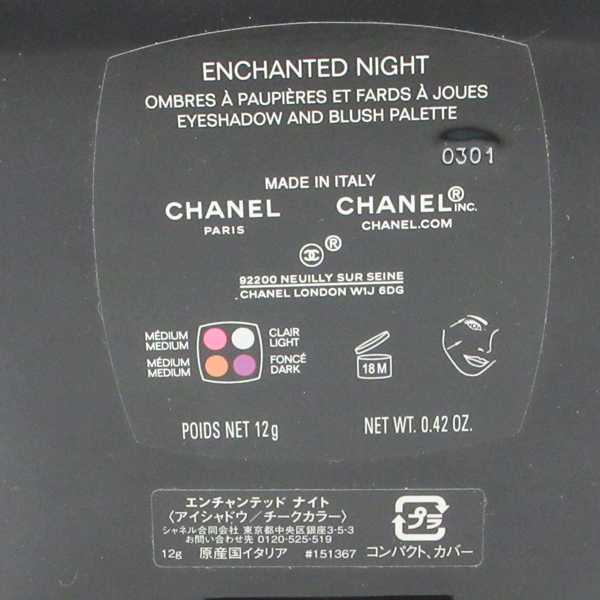 ENCHANTED NIGHT
OMBRES À PAUPIÈRES ET FARDS À JOUES
EYESHADOW AND BLUSH PALETTE
0301
MADE IN ITALY
CHANEL CHANEL® INC.
PARIS CHANEL.COM
®
92200 NEUILLY SUR SEINE
CHANEL LONDON W1J 6DG
MÉDIUM CLAIR
MEDIUM LIGHT
MÉDIUM FONCÉ
MEDIUM DARK
18 M
POIDS NET 12g NET WT. 0.42 OZ.
エンチャンテッド ナイト
〈アイシャドウ/チークカラー〉
シャネル合同会社 東京都中央区銀座3-5-3
お問い合わせ先 0120-525-519
12g 原産国イタリア #151367
プラ
コンパクト、カバー